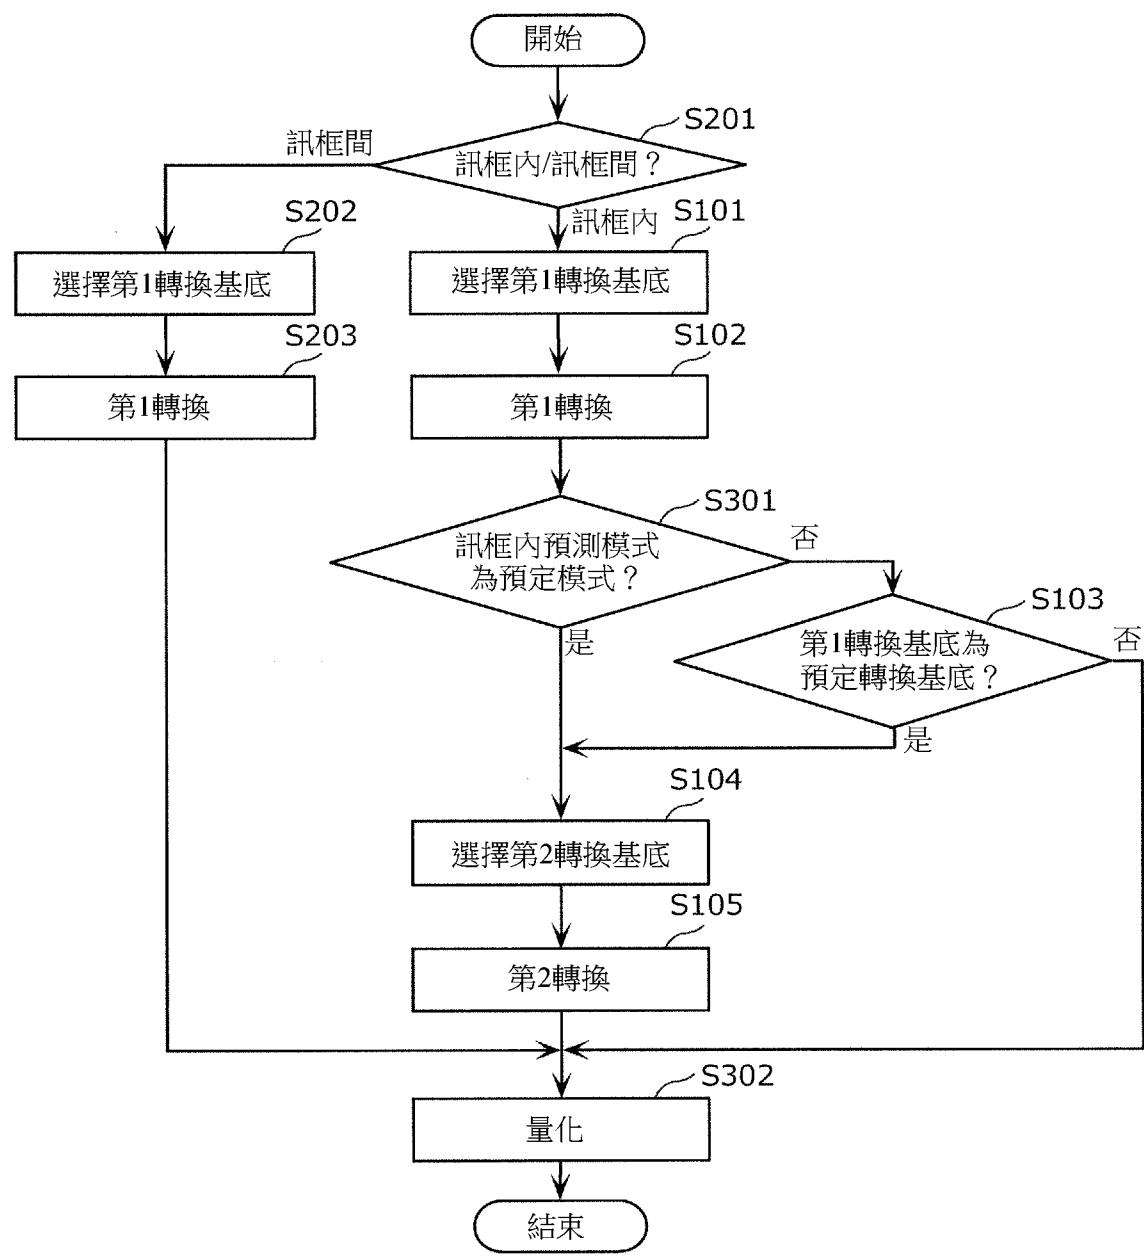 開始
S201
訊框間
訊框內/訊框間？
訊框內
S202
S101
選擇第1轉換基底
選擇第1轉換基底
S203
S102
第1轉換
第1轉換
S301
訊框內預測模式
為預定模式？
否
是
S103
第1轉換基底為
預定轉換基底？
否
是
S104
選擇第2轉換基底
S105
第2轉換
S302
量化
結束